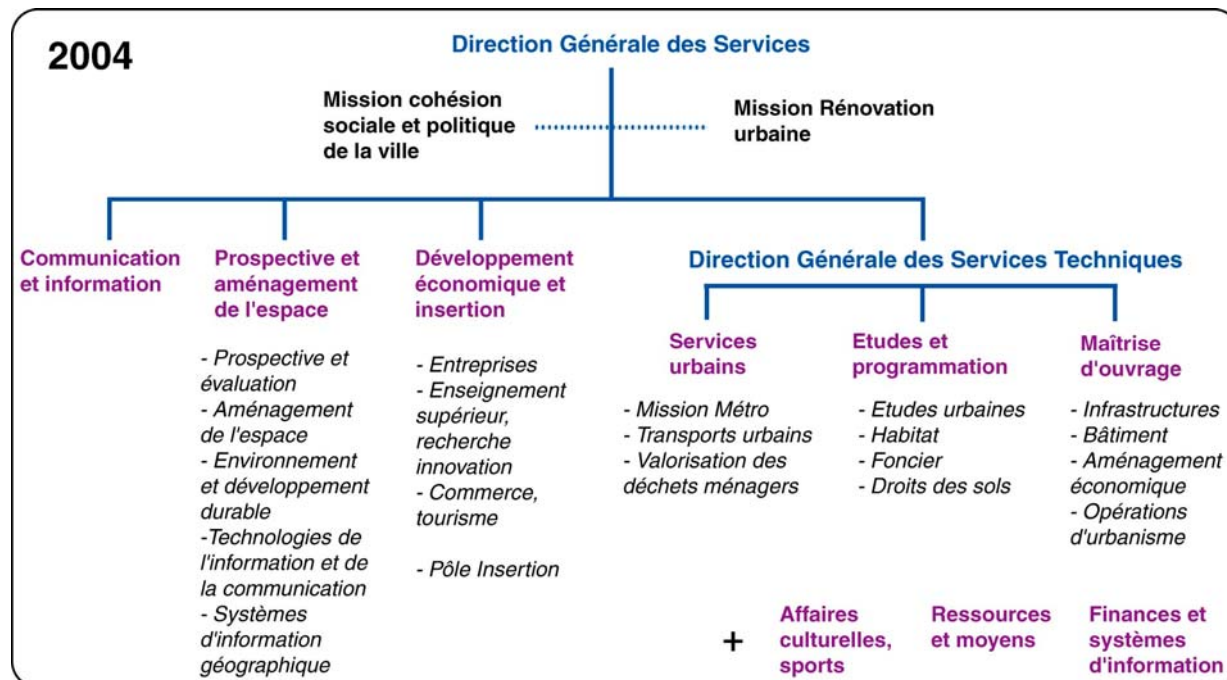 2004
Direction Générale des Services
Mission cohésion
sociale et politique
de la ville
Mission Rénovation
urbaine
Communication
et information
Prospective et
aménagement
de l'espace
- Prospective et
évaluation
- Aménagement
de l'espace
- Environnement
et développement
durable
-Technologies de
l'information et de
la communication
- Systèmes
d'information
géographique
Développement
économique et
insertion
- Entreprises
- Enseignement
supérieur,
recherche
innovation
- Commerce,
tourisme
- Pôle Insertion
Direction Générale des Services Techniques
Services
urbains
- Mission Métro
- Transports urbains
- Valorisation des
déchets ménagers
Etudes et
programmation
- Etudes urbaines
- Habitat
- Foncier
- Droits des sols
Maîtrise
d'ouvrage
- Infrastructures
- Bâtiment
- Aménagement
économique
- Opérations
d'urbanisme
+
Affaires
culturelles,
sports
Ressources
et moyens
Finances et
systèmes
d'information